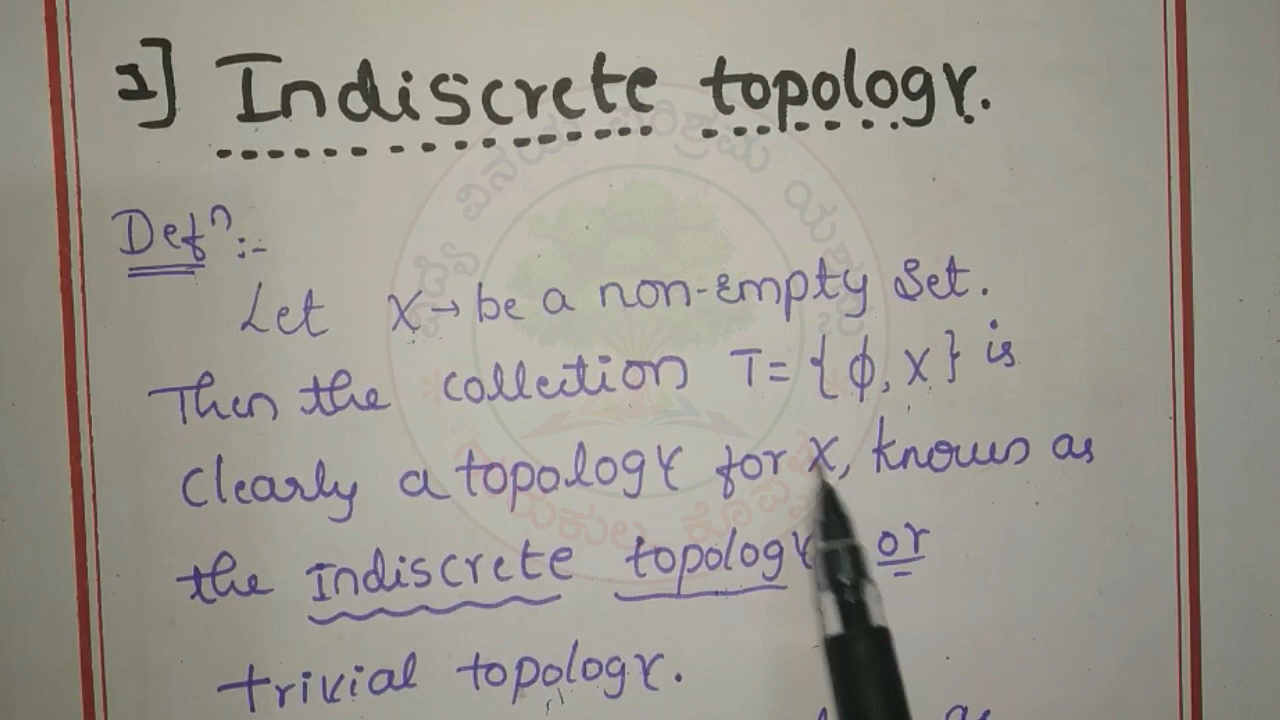 1] Indiscrete topology.
Defⁿ:-
Let X → be a non-empty set.
Then the collection T = {ϕ, X} is
clearly a topology for X, knows as
the Indiscrete topology or
trivial topology.